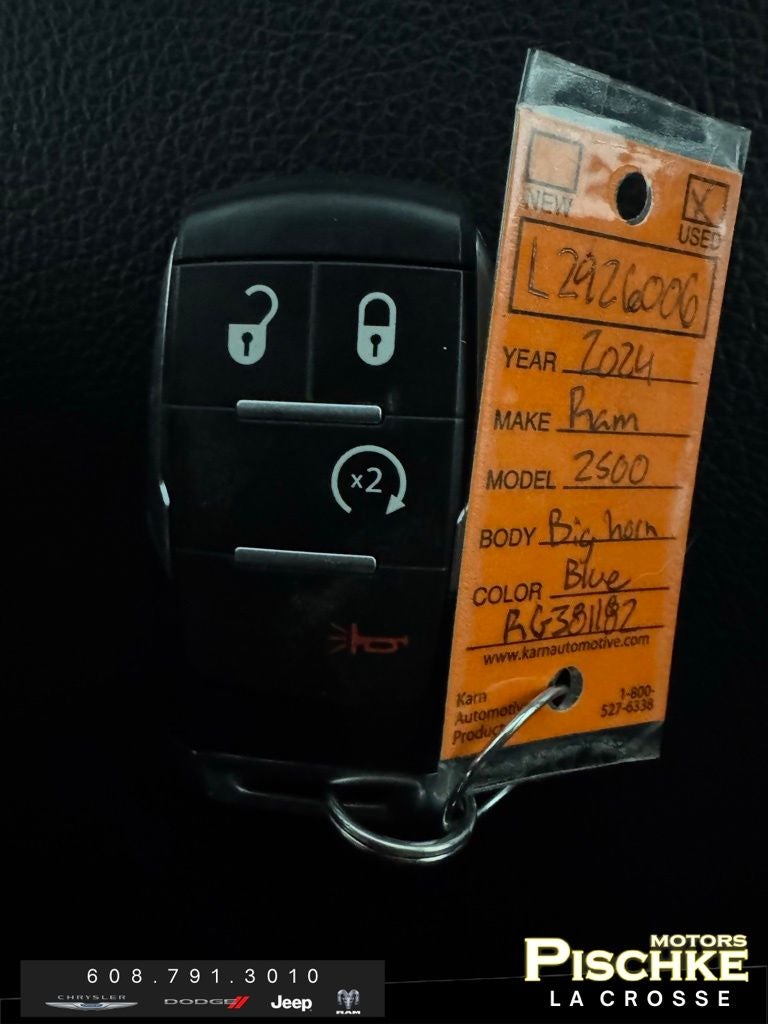 NEW
USED
L2926006
YEAR 2024
MAKE Ram
MODEL 2500
BODY Big horn
COLOR Blue
RG381182
www.karnautomotive.com
Karn
Automotive
Products
1-800-
527-6338
x2
608.791.3010
CHRYSLER DODGE Jeep RAM
MOTORS
PISCHKE
LA CROSSE